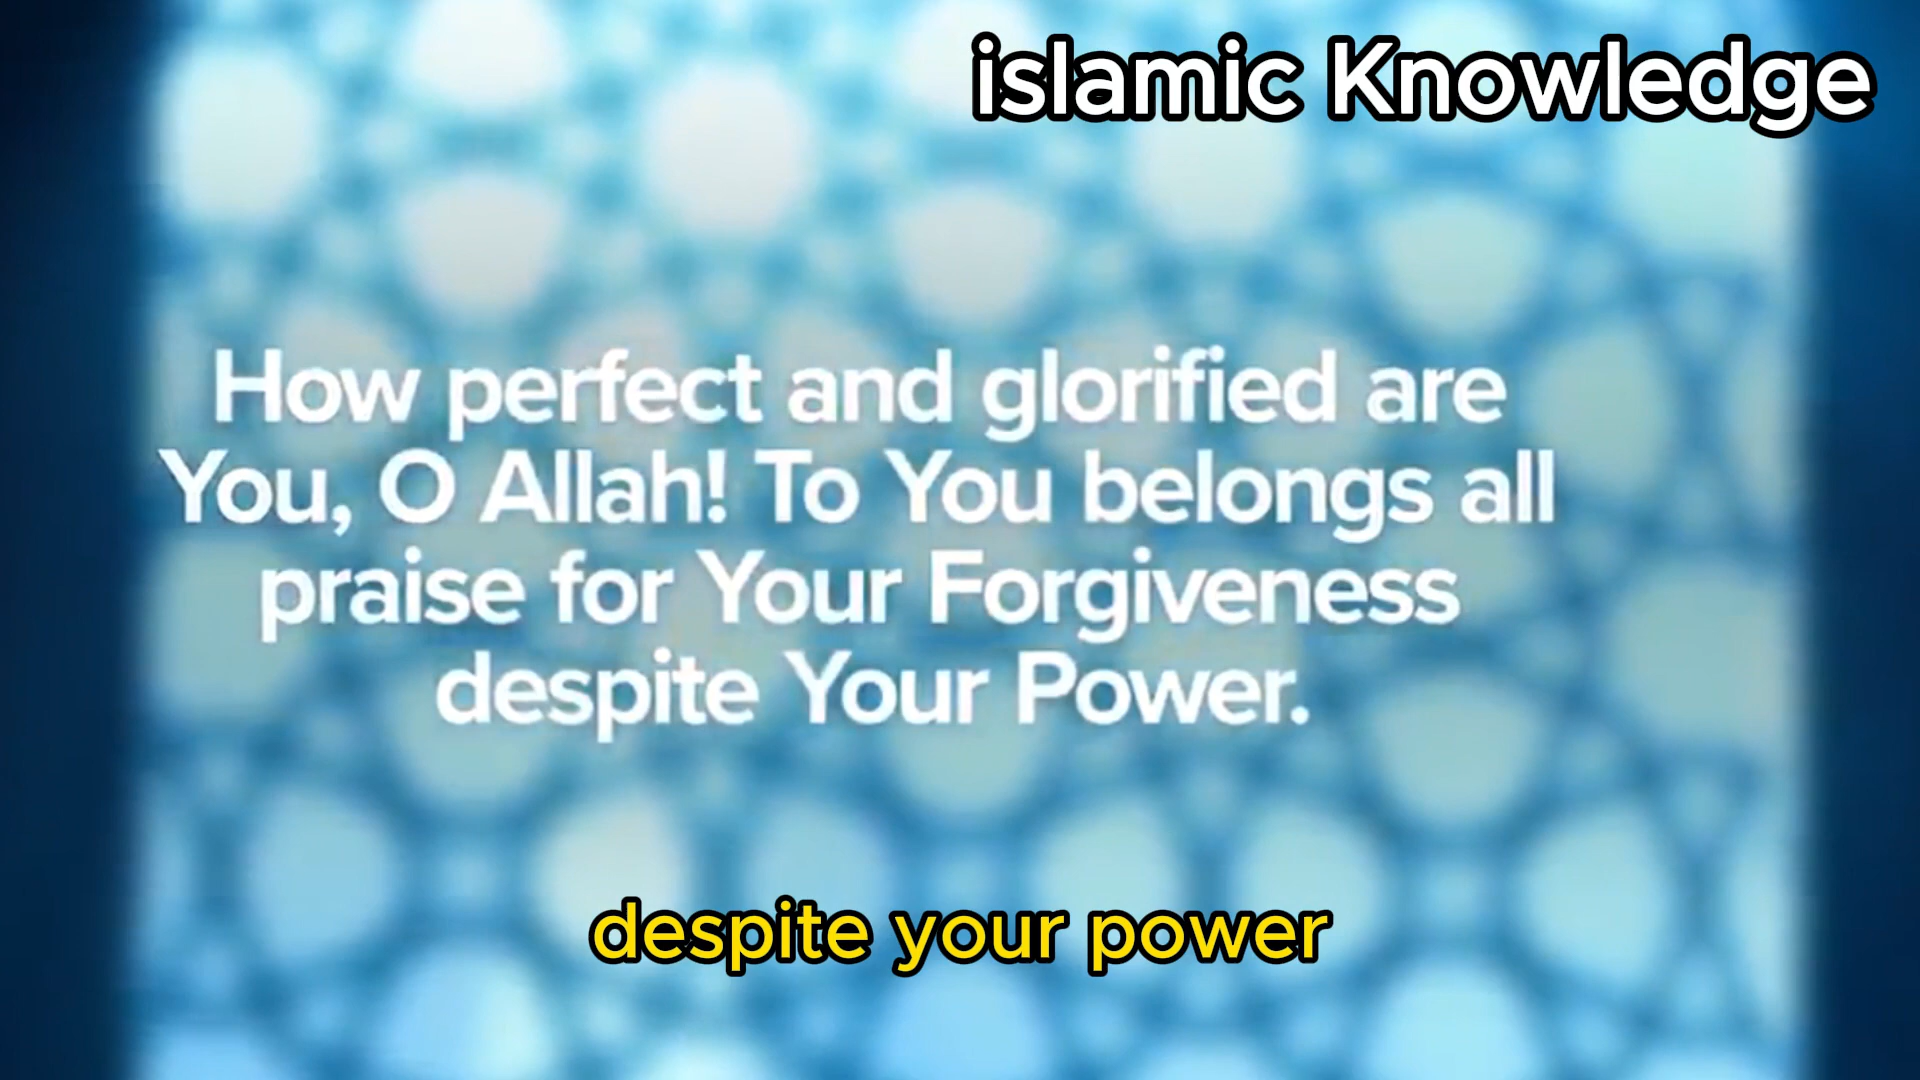 islamic Knowledge
How perfect and glorified are
You, O Allah! To You belongs all
praise for Your Forgiveness
despite Your Power.
despite your power